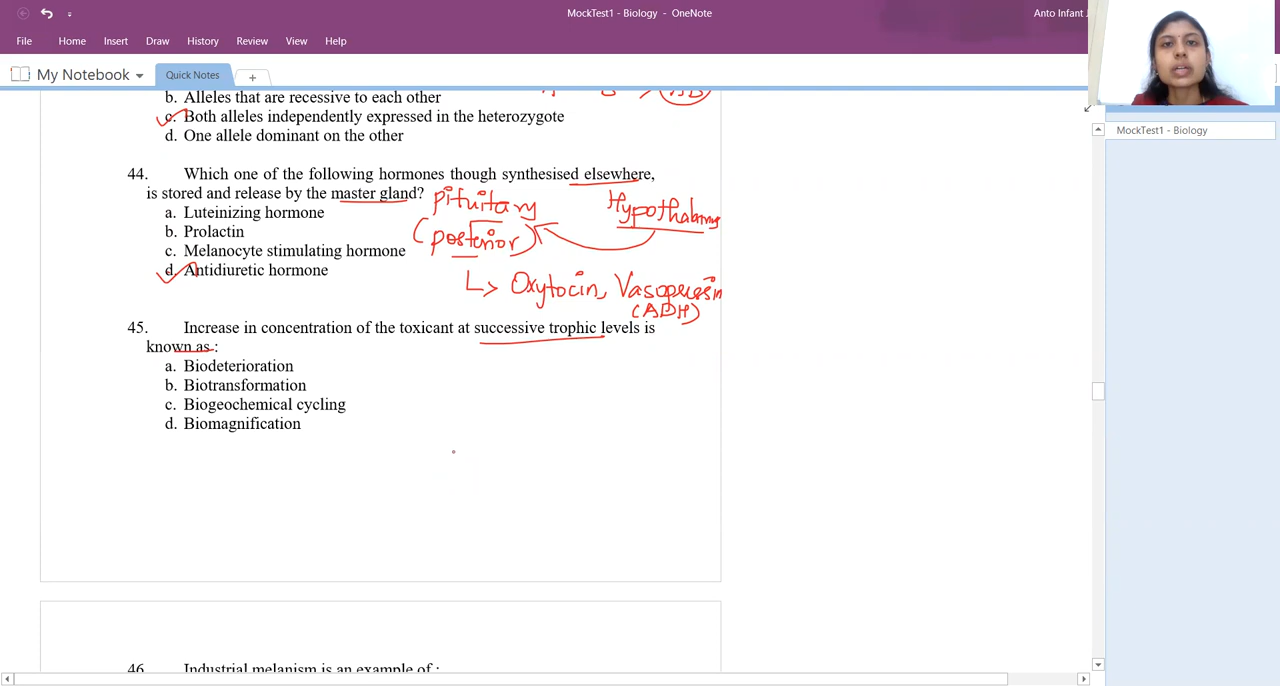 MockTest1 - Biology - OneNote
Anto Infant J
File Home Insert Draw History Review View Help
My Notebook Quick Notes +
MockTest1 - Biology
b. Alleles that are recessive to each other
c. Both alleles independently expressed in the heterozygote
d. One allele dominant on the other
44. Which one of the following hormones though synthesised elsewhere,
is stored and release by the master gland?
Pituitary
Hypothalamus
a. Luteinizing hormone
b. Prolactin
(posterior)
c. Melanocyte stimulating hormone
d. Antidiuretic hormone
Oxytocin, Vasopressin
(ADH)
45. Increase in concentration of the toxicant at successive trophic levels is
known as :
a. Biodeterioration
b. Biotransformation
c. Biogeochemical cycling
d. Biomagnification
46. Industrial melanism is an example of :